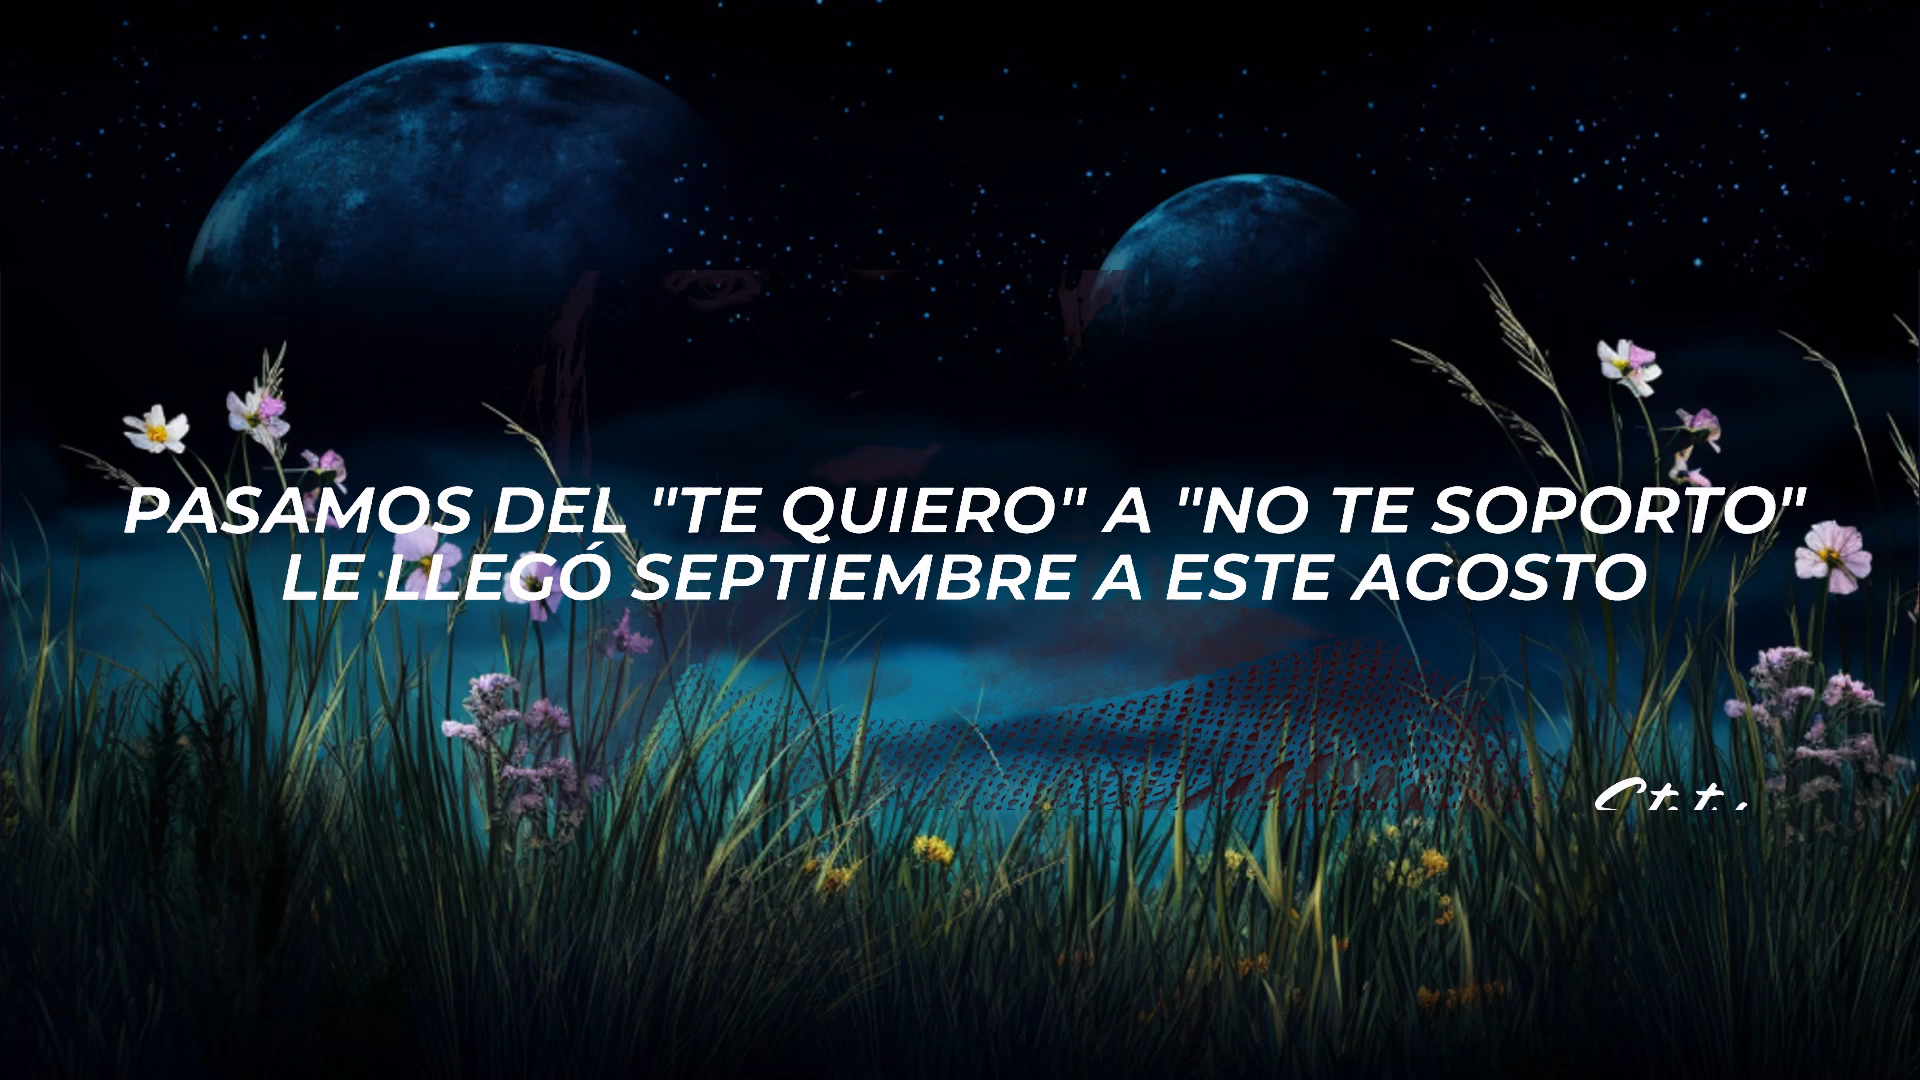 PASAMOS DEL "TE QUIERO" A "NO TE SOPORTO"
LE LLEGÓ SEPTIEMBRE A ESTE AGOSTO